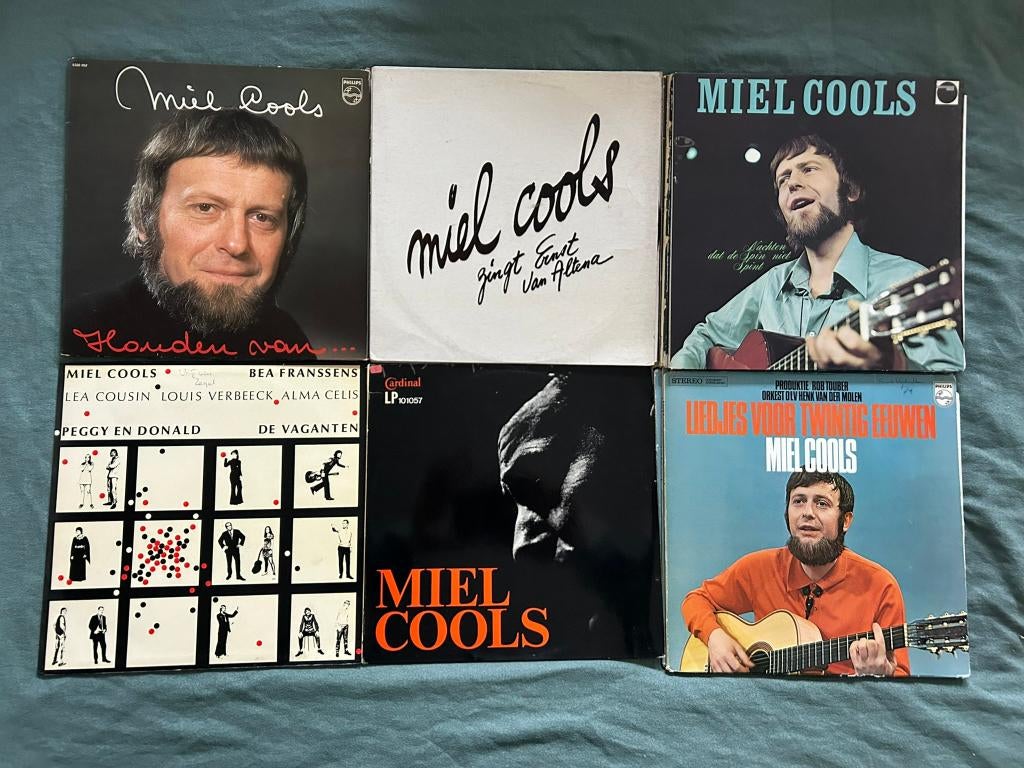 Miel Cools
PHILIPS
Houden van...
miel cools
zingt Ernst
van Altena
MIEL COOLS
Nachten
dat de Spin niet
Spint
MIEL COOLS
BEA FRANSSENS
LEA COUSIN LOUIS VERBEECK ALMA CELIS
PEGGY EN DONALD
DE VAGANTEN
Cardinal
LP 101057
MIEL
COOLS
STEREO
PRODUKTIE ROB TOUBER
ORKEST O.L.V. HENK VAN DER MOLEN
PHILIPS
LIEDJES VOOR TWINTIG EEUWEN
MIEL COOLS